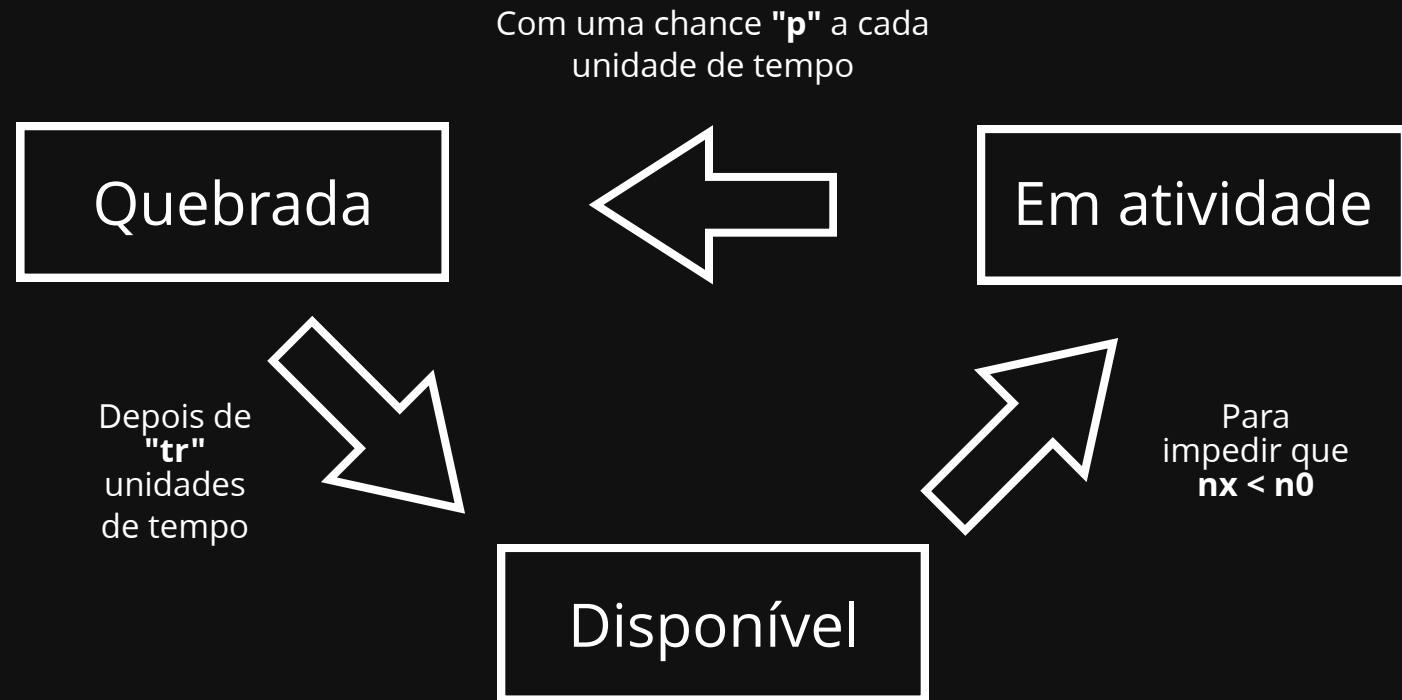 Com uma chance "p" a cada
unidade de tempo
Quebrada
Em atividade
Depois de
"tr"
unidades
de tempo
Para
impedir que
nx < n0
Disponível